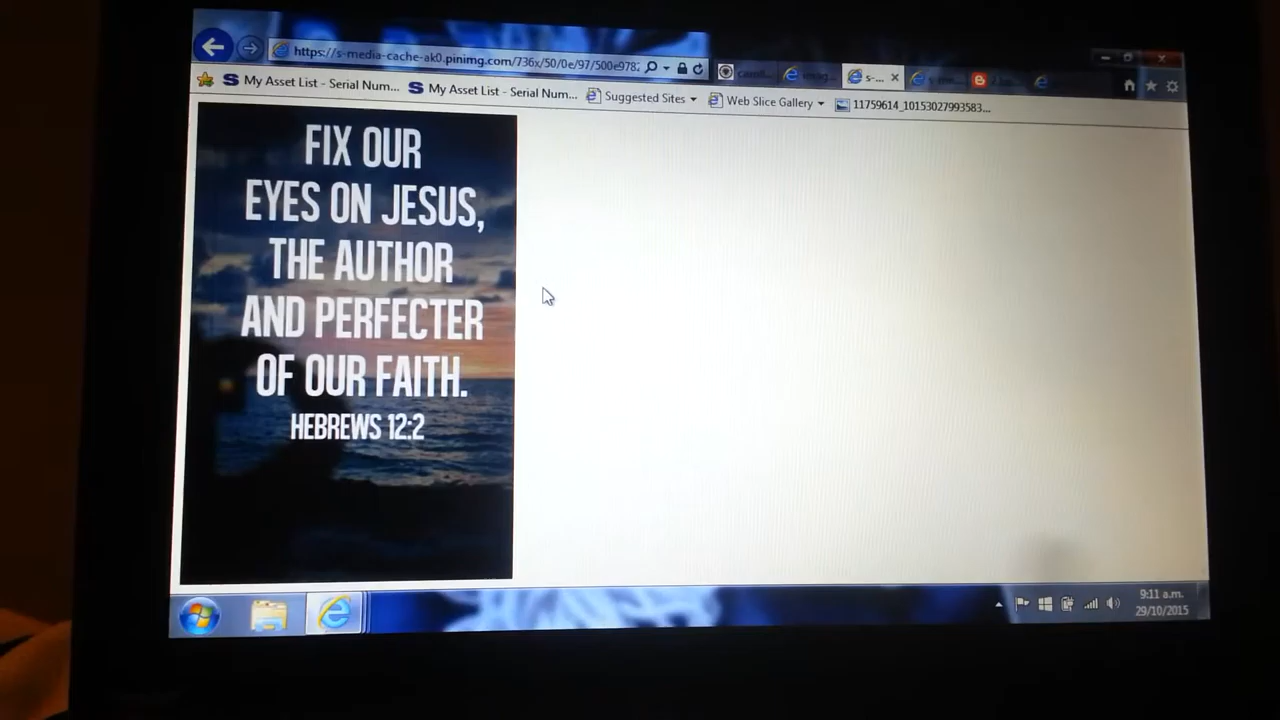 https://s-media-cache-ak0.pinimg.com/736x/50/0e/97/500e978
s-...
My Asset List - Serial Num...
My Asset List - Serial Num...
Suggested Sites
Web Slice Gallery
11759614_10153027993583...
FIX OUR
EYES ON JESUS,
THE AUTHOR
AND PERFECTER
OF OUR FAITH.
HEBREWS 12:2
9:11 a.m.
29/10/2015